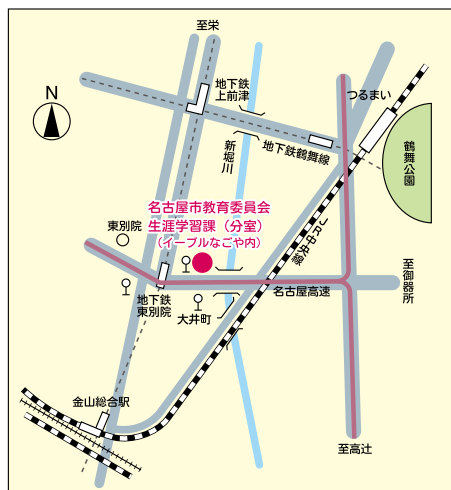 至栄
地下鉄
上前津
つるまい
N
新堀川
地下鉄鶴舞線
鶴舞公園
名古屋市教育委員会
生涯学習課（分室）
（イーブルなごや内）
東別院
JR中央線
至御器所
名古屋高速
地下鉄
東別院
大井町
金山総合駅
至高辻